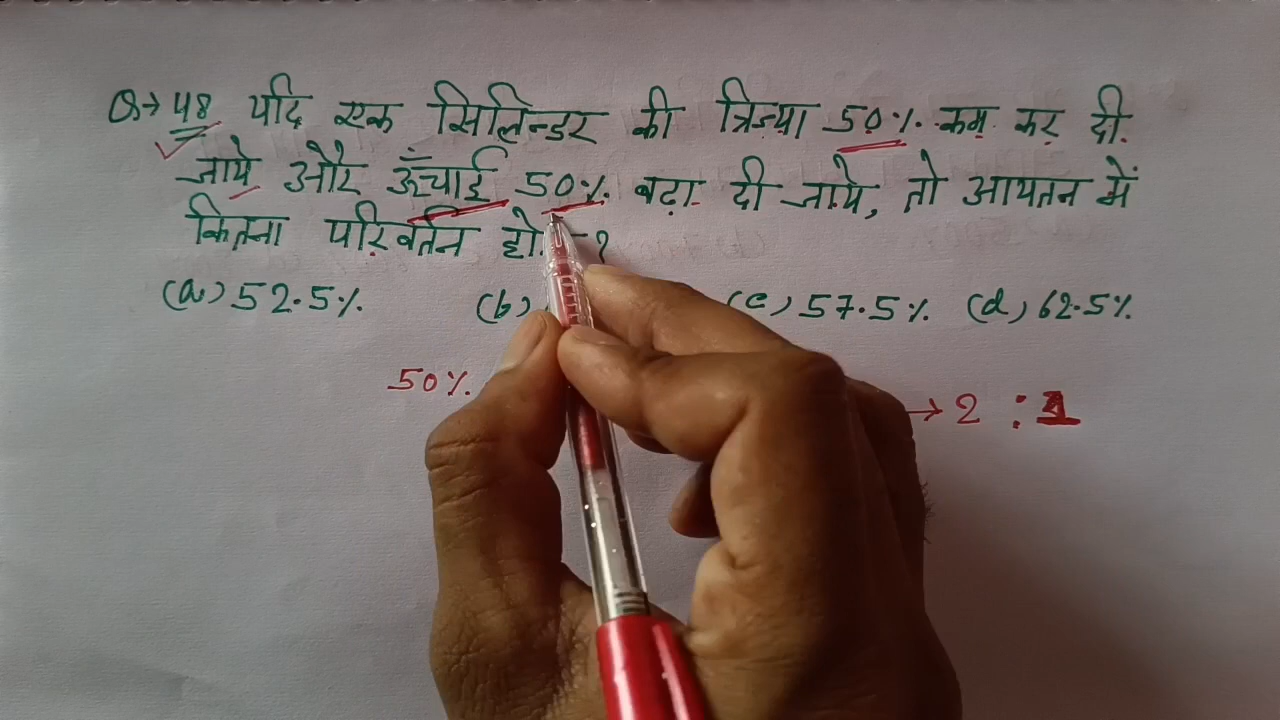 Q→ 48 यदि एक सिलिन्डर की त्रिज्या 50% कम कर दी
जाये और ऊँचाई 50% बढ़ा दी जाये, तो आयतन में
कितना परिवर्तन हो ?
(a) 52.5% (b) (c) 57.5% (d) 62.5%
50% → 2 : 1